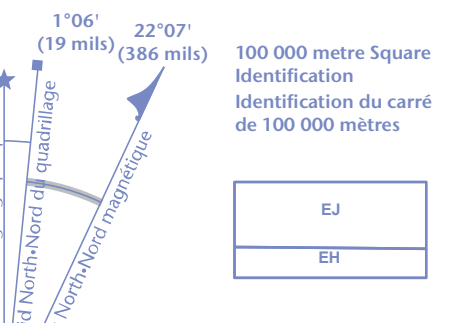 1°06'
(19 mils)
22°07'
(386 mils)
100 000 metre Square
Identification
Identification du carré
de 100 000 mètres
North•Nord du quadrillage
North•Nord magnétique
EJ
EH